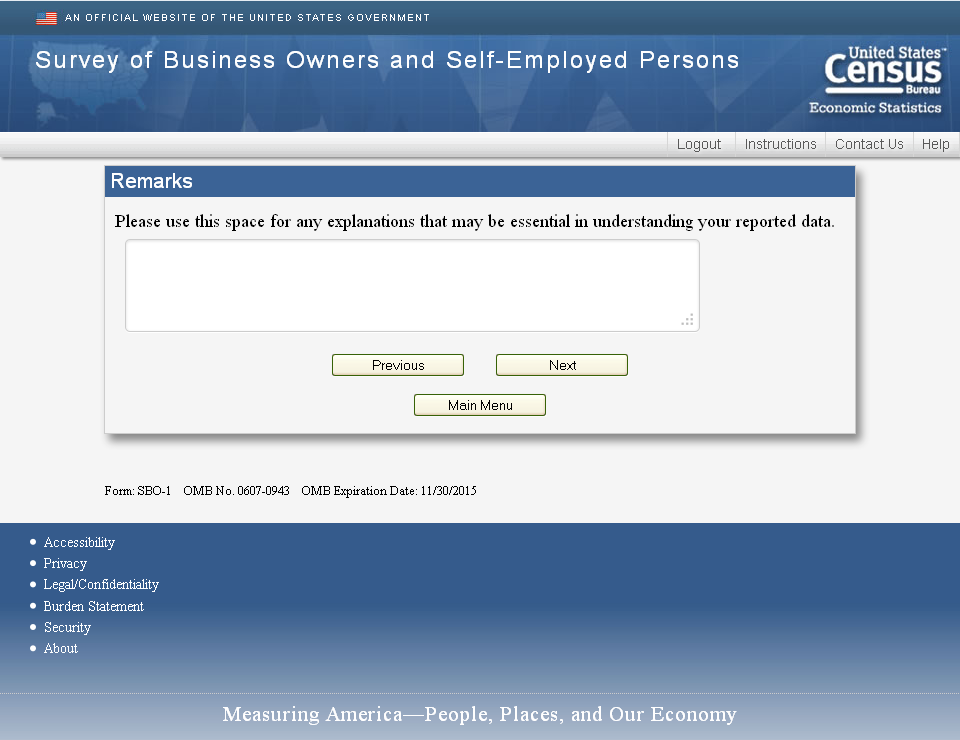 AN OFFICIAL WEBSITE OF THE UNITED STATES GOVERNMENT
Survey of Business Owners and Self-Employed Persons
United States™
Census
Bureau
Economic Statistics
Logout Instructions Contact Us Help
Remarks
Please use this space for any explanations that may be essential in understanding your reported data.
Previous Next
Main Menu
Form: SBO-1 OMB No. 0607-0943 OMB Expiration Date: 11/30/2015
Accessibility
Privacy
Legal/Confidentiality
Burden Statement
Security
About
Measuring America—People, Places, and Our Economy